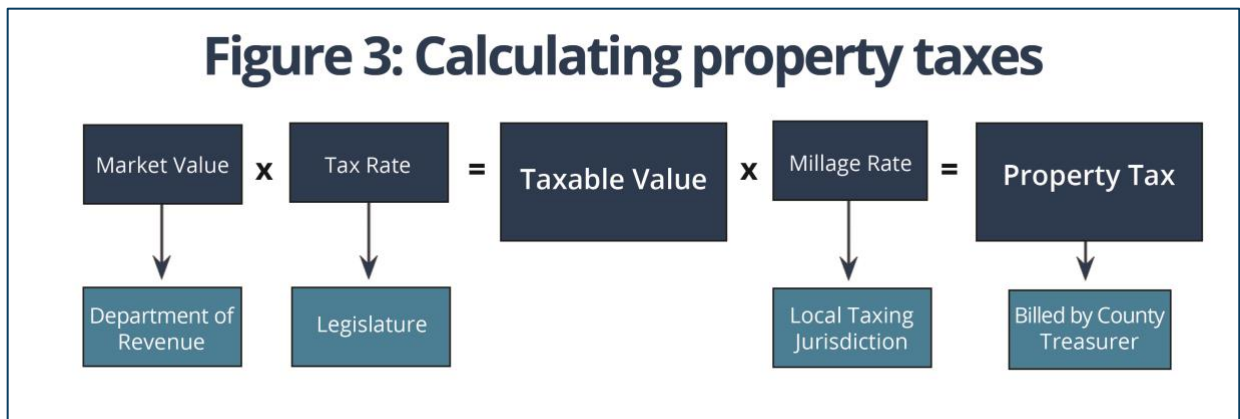 Figure 3: Calculating property taxes
Market Value x Tax Rate = Taxable Value x Millage Rate = Property Tax
Department of
Revenue
Legislature
Local Taxing
Jurisdiction
Billed by County
Treasurer